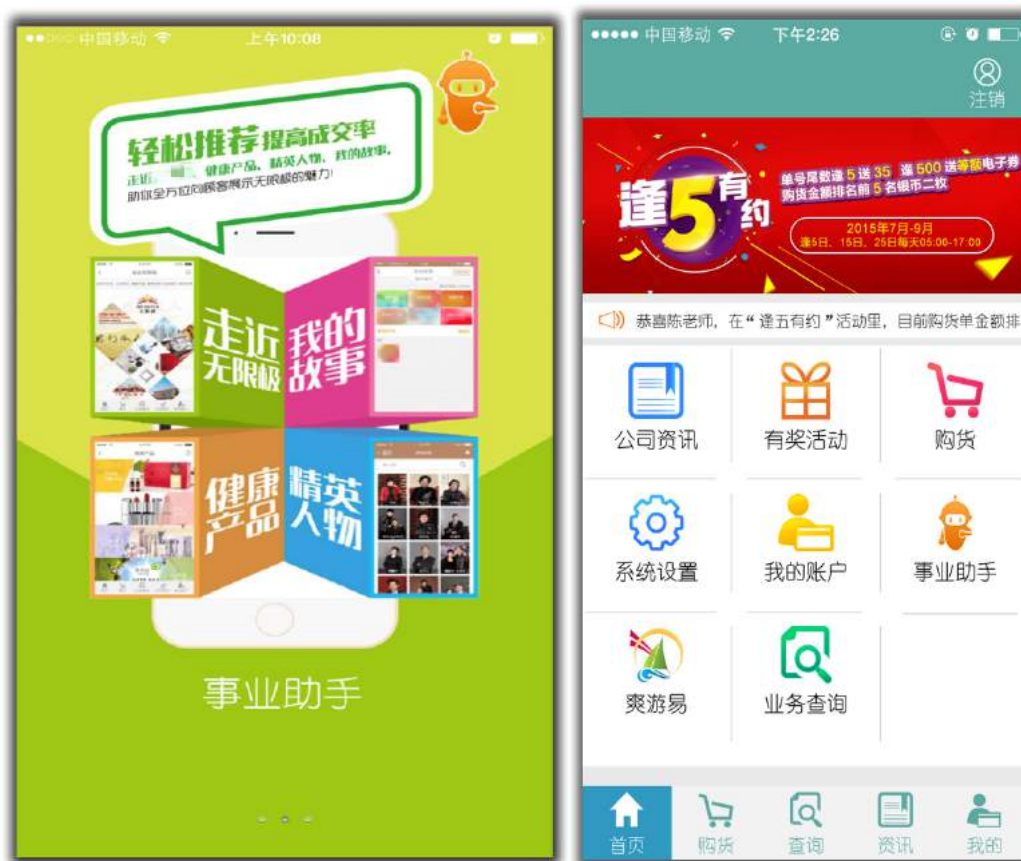 中国移动
上午10:08
轻松推荐提高成交率
走近 、健康产品、精英人物、我的故事,
助你全方位向顾客展示无限极的魅力!
走近
无限极
我的
故事
健康
产品
精英
人物
事业助手
中国移动
下午2:26
注销
逢5有约
单号尾数逢 5 送 35 逢 500 送等额电子券
购货金额排名前 5 名银币二枚
2015年7月-9月
逢5日、15日、25日每天05:00-17:00
恭喜陈老师,在“逢五有约”活动里,目前购货单金额排
公司资讯
有奖活动
购货
系统设置
我的账户
事业助手
爽游易
业务查询
首页
购货
查询
资讯
我的